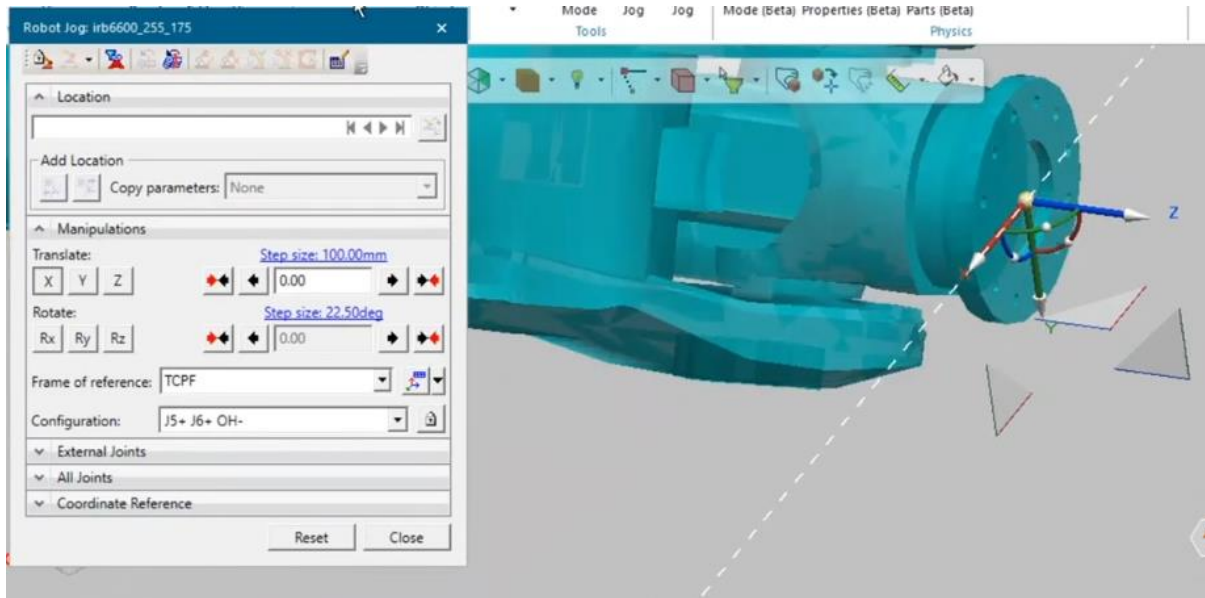 Mode Jog Jog Mode (Beta) Properties (Beta) Parts (Beta)
Tools Physics
Robot Jog: irb6600_255_175
Location
Add Location
Copy parameters: None
Manipulations
Translate: Step size: 100.00mm
X Y Z 0.00
Rotate: Step size: 22.50deg
Rx Ry Rz 0.00
Frame of reference: TCPF
Configuration: J5+ J6+ OH-
External Joints
All Joints
Coordinate Reference
Reset Close
Z
Y